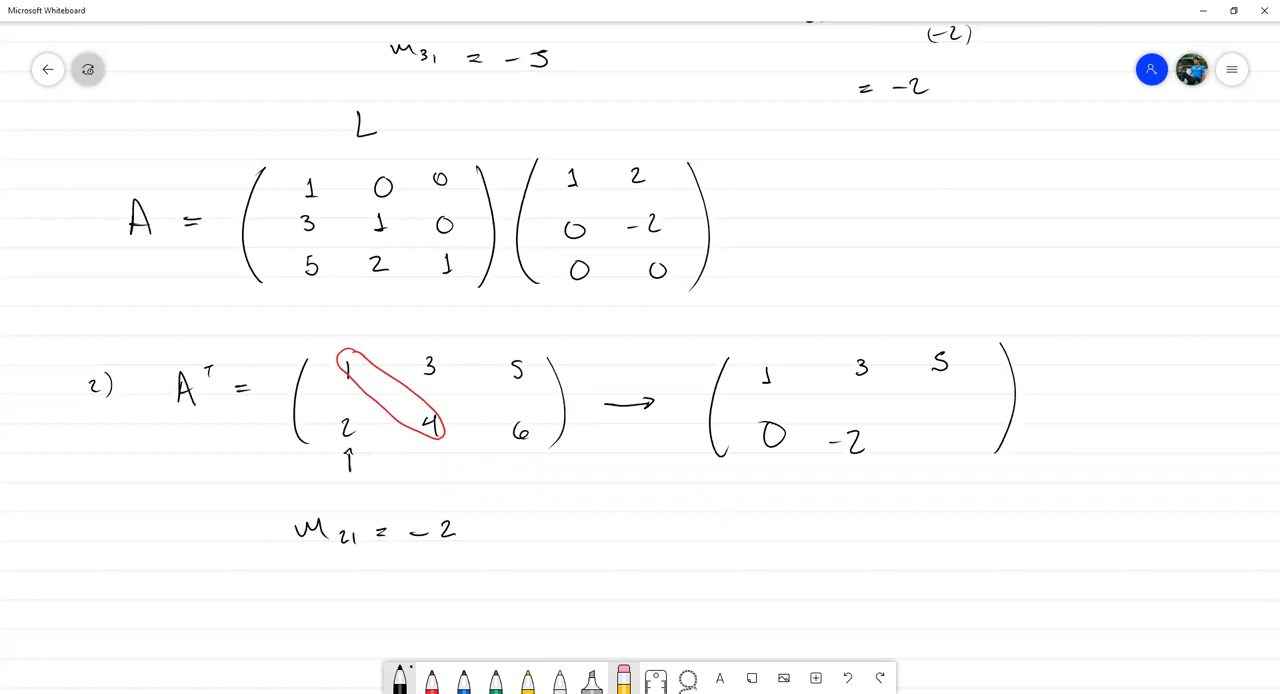 Microsoft Whiteboard
(-2)
m31 = -5
= -2
L
A = ( 1 0 0 ) ( 1 2 )
3 1 0 0 -2
5 2 1 0 0
2) A^T = ( 1 3 5 ) → ( 1 3 5 )
2 4 6 0 -2
↑
m21 = -2
A